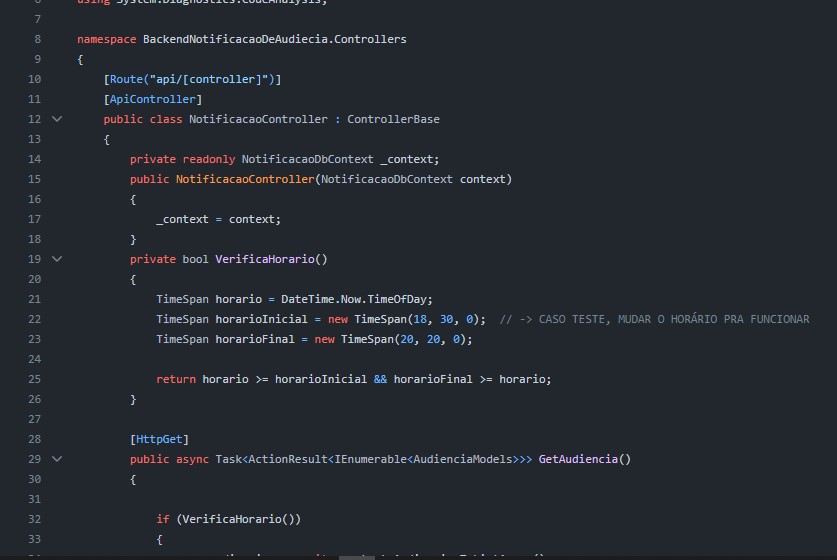 using System.Diagnostics.CodeAnalysis;
7
8 namespace BackendNotificacaoDeAudiecia.Controllers
9 {
10 [Route("api/[controller]")]
11 [ApiController]
12 public class NotificacaoController : ControllerBase
13 {
14 private readonly NotificacaoDbContext _context;
15 public NotificacaoController(NotificacaoDbContext context)
16 {
17 _context = context;
18 }
19 private bool VerificaHorario()
20 {
21 TimeSpan horario = DateTime.Now.TimeOfDay;
22 TimeSpan horarioInicial = new TimeSpan(18, 30, 0); // -> CASO TESTE, MUDAR O HORÁRIO PRA FUNCIONAR
23 TimeSpan horarioFinal = new TimeSpan(20, 20, 0);
24
25 return horario >= horarioInicial && horarioFinal >= horario;
26 }
27
28 [HttpGet]
29 public async Task<ActionResult<IEnumerable<AudienciaModels>>> GetAudiencia()
30 {
31
32 if (VerificaHorario())
33 {